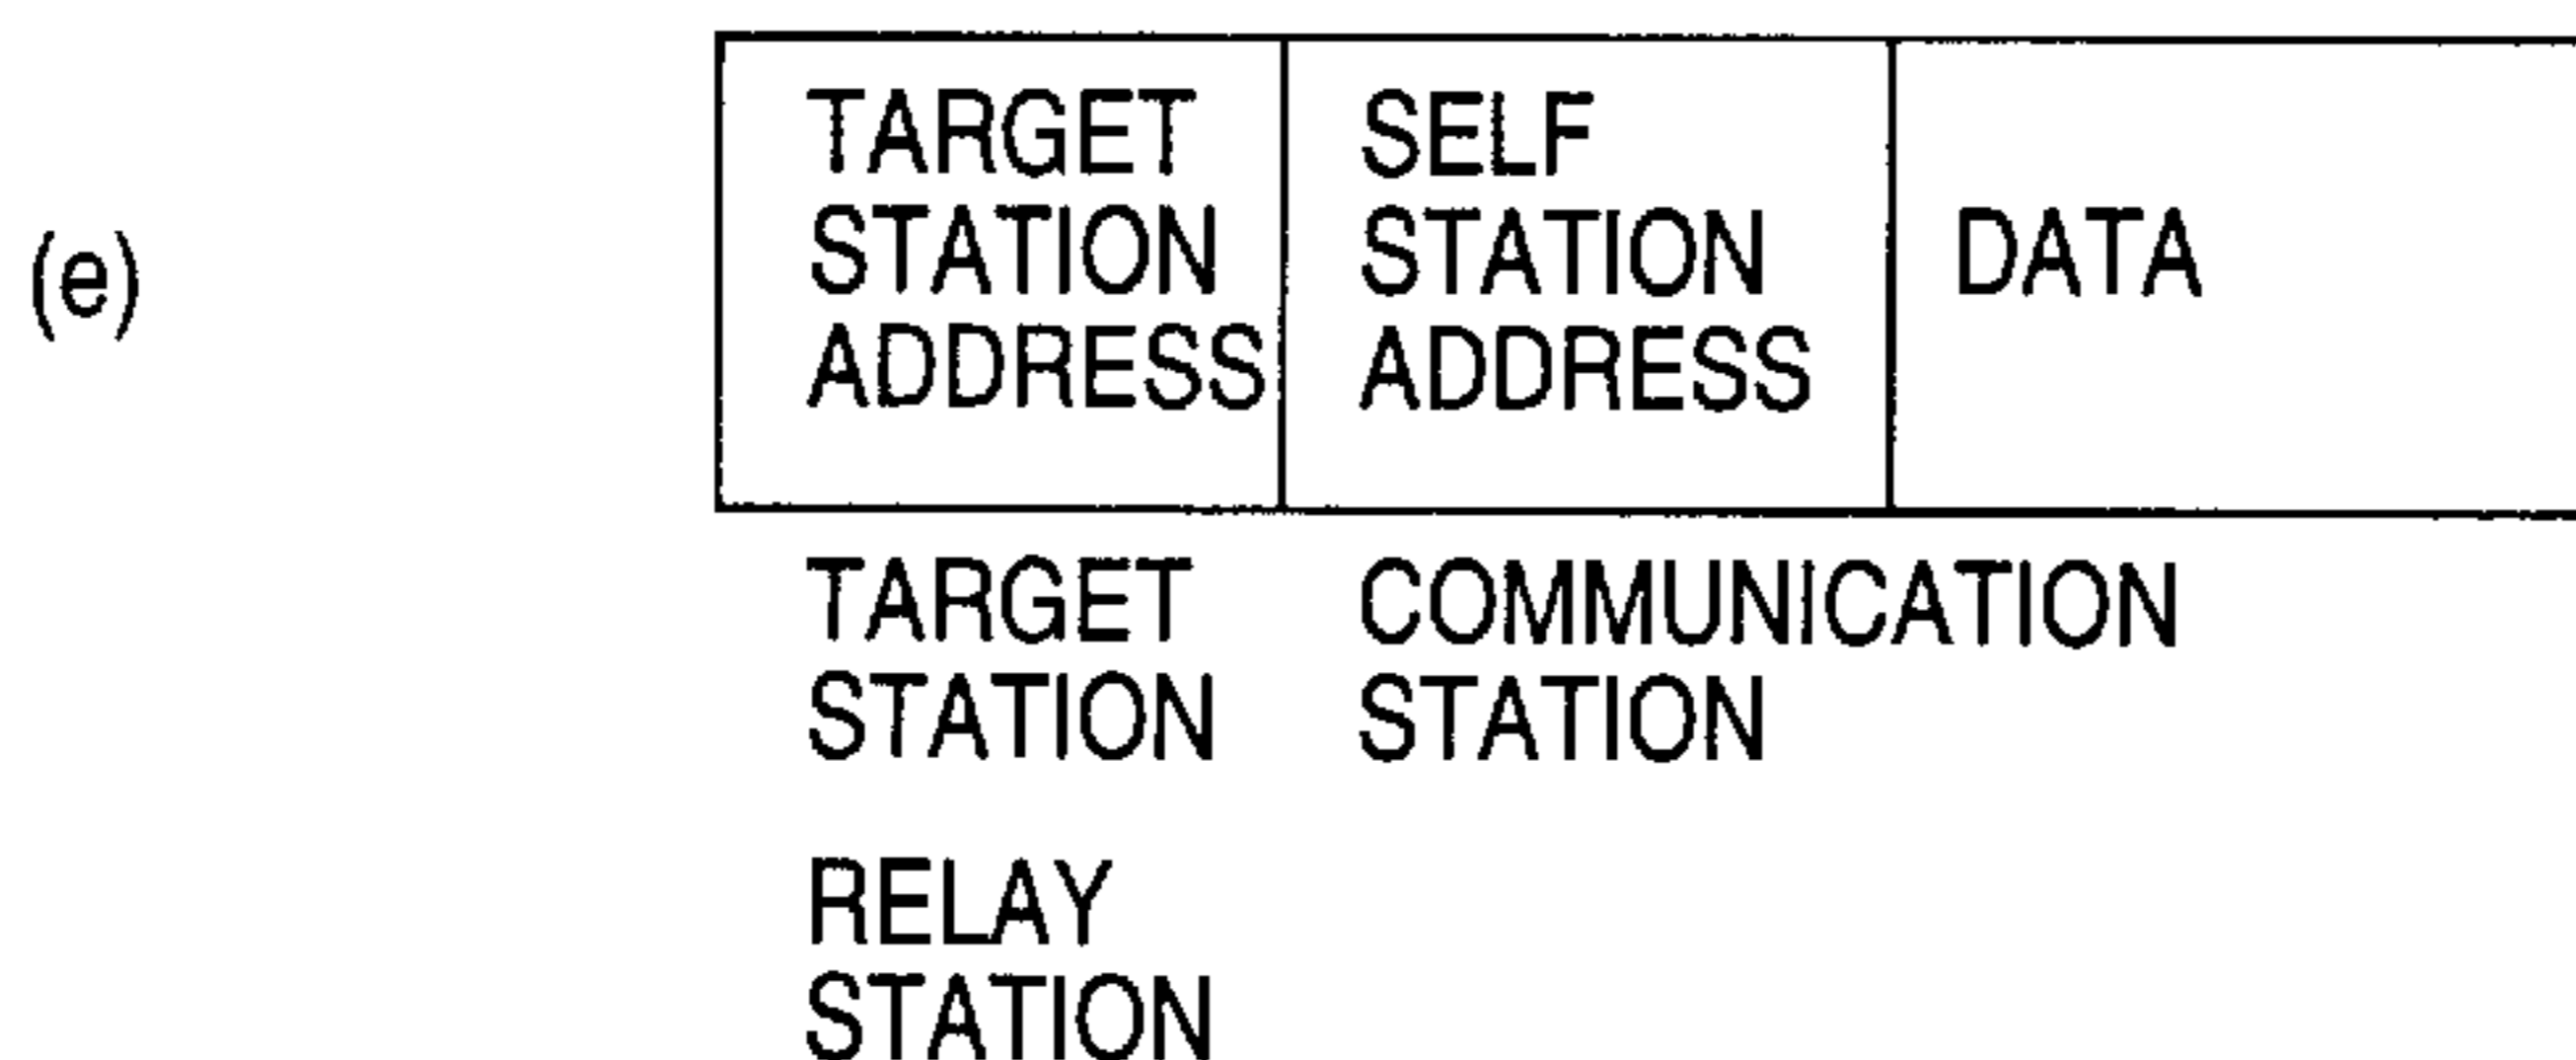 (e)
TARGET
STATION
ADDRESS
SELF
STATION
ADDRESS
DATA
TARGET
STATION
COMMUNICATION
STATION
RELAY
STATION